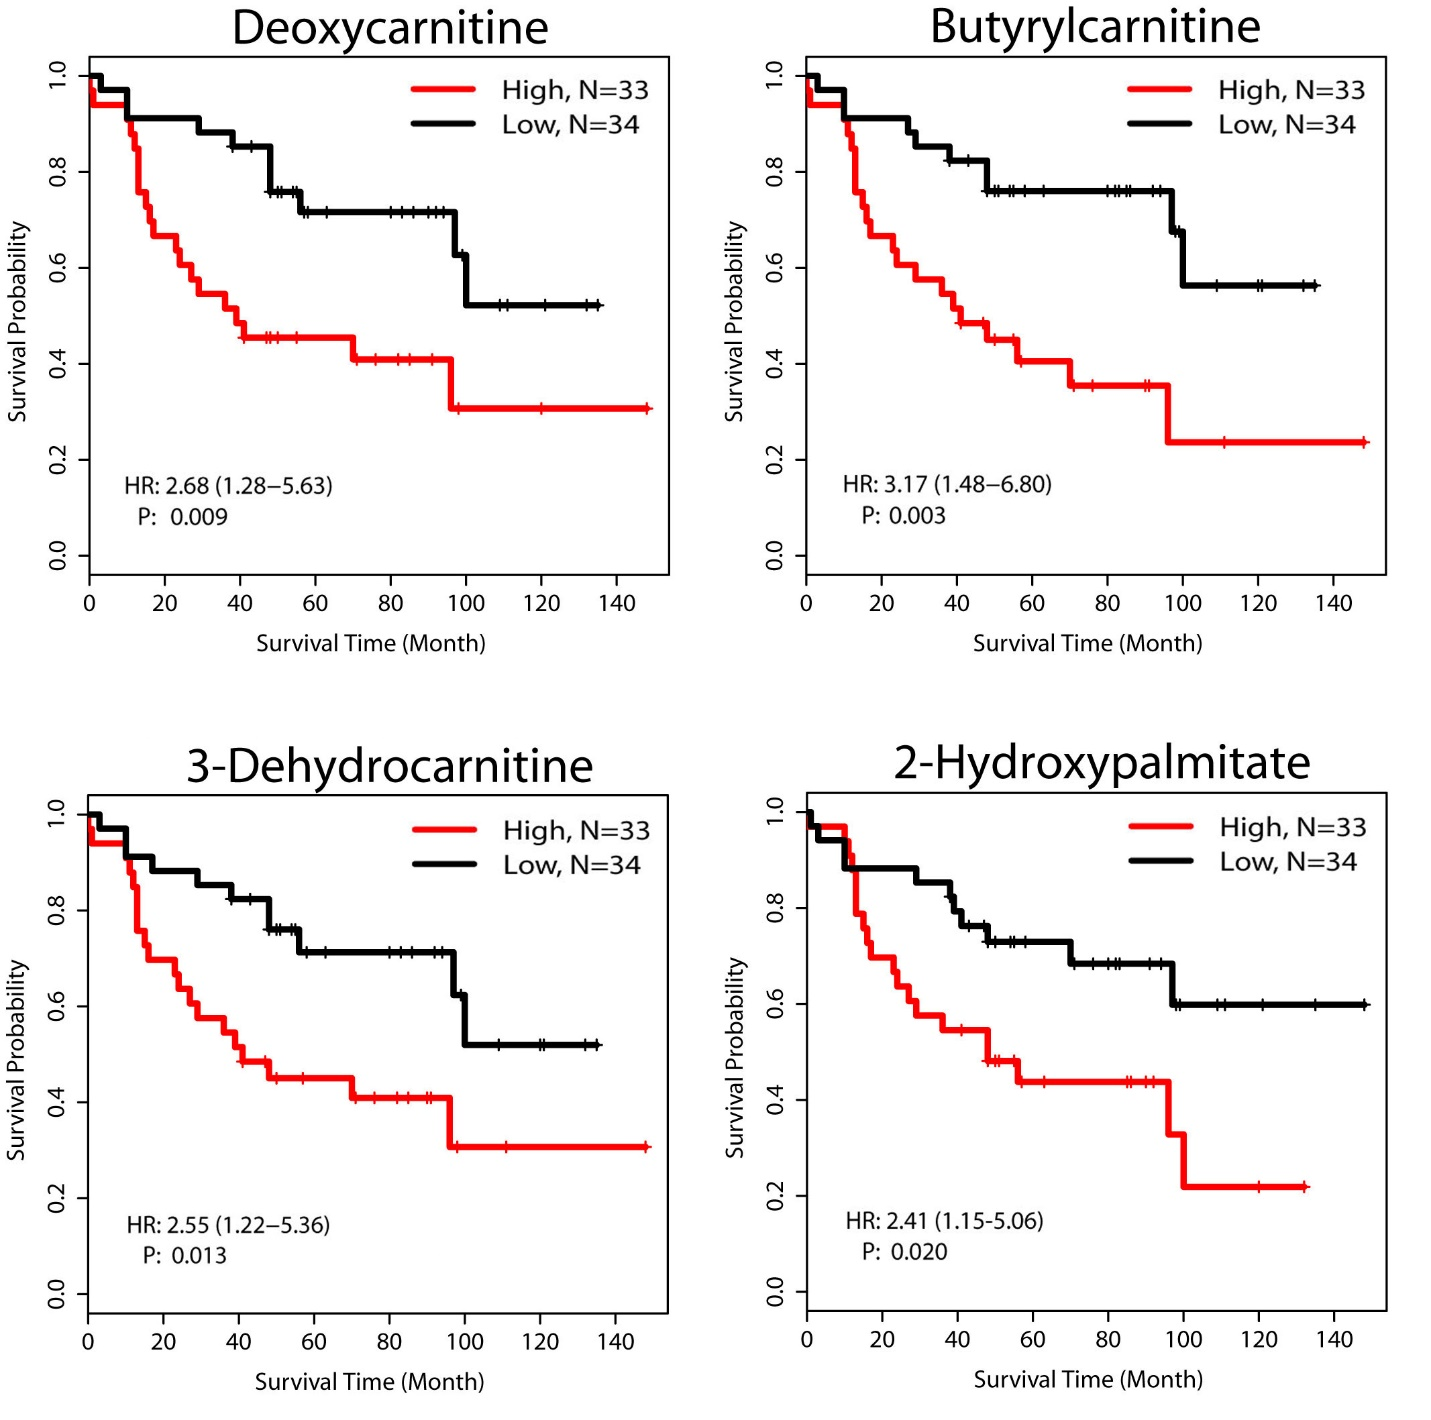 Deoxycarnitine
High, N=33
Low, N=34
Survival Probability
1.0
0.8
0.6
0.4
0.2
0.0
HR: 2.68 (1.28–5.63)
P: 0.009
0 20 40 60 80 100 120 140
Survival Time (Month)
Butyrylcarnitine
High, N=33
Low, N=34
Survival Probability
1.0
0.8
0.6
0.4
0.2
0.0
HR: 3.17 (1.48–6.80)
P: 0.003
0 20 40 60 80 100 120 140
Survival Time (Month)
3-Dehydrocarnitine
High, N=33
Low, N=34
Survival Probability
1.0
0.8
0.6
0.4
0.2
0.0
HR: 2.55 (1.22–5.36)
P: 0.013
0 20 40 60 80 100 120 140
Survival Time (Month)
2-Hydroxypalmitate
High, N=33
Low, N=34
Survival Probability
1.0
0.8
0.6
0.4
0.2
0.0
HR: 2.41 (1.15-5.06)
P: 0.020
0 20 40 60 80 100 120 140
Survival Time (Month)